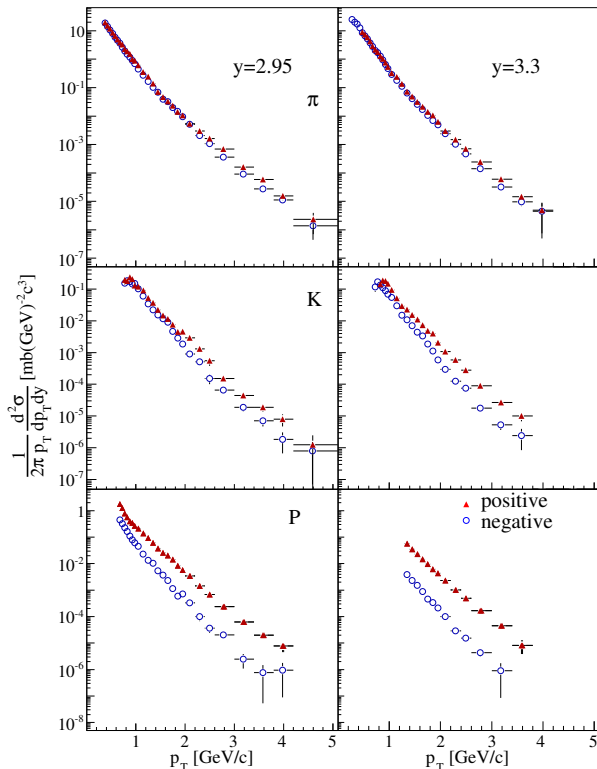 10
10⁻¹
10⁻³
10⁻⁵
10⁻⁷
y=2.95
y=3.3
π
10⁻¹
10⁻²
10⁻³
10⁻⁴
10⁻⁵
10⁻⁶
10⁻⁷
K
1
10⁻²
10⁻⁴
10⁻⁶
10⁻⁸
P
positive
negative
1/(2π p_T) d²σ/(dp_T dy) [mb(GeV)⁻²c³]
0 1 2 3 4 5
1 2 3 4 5
p_T [GeV/c]
p_T [GeV/c]